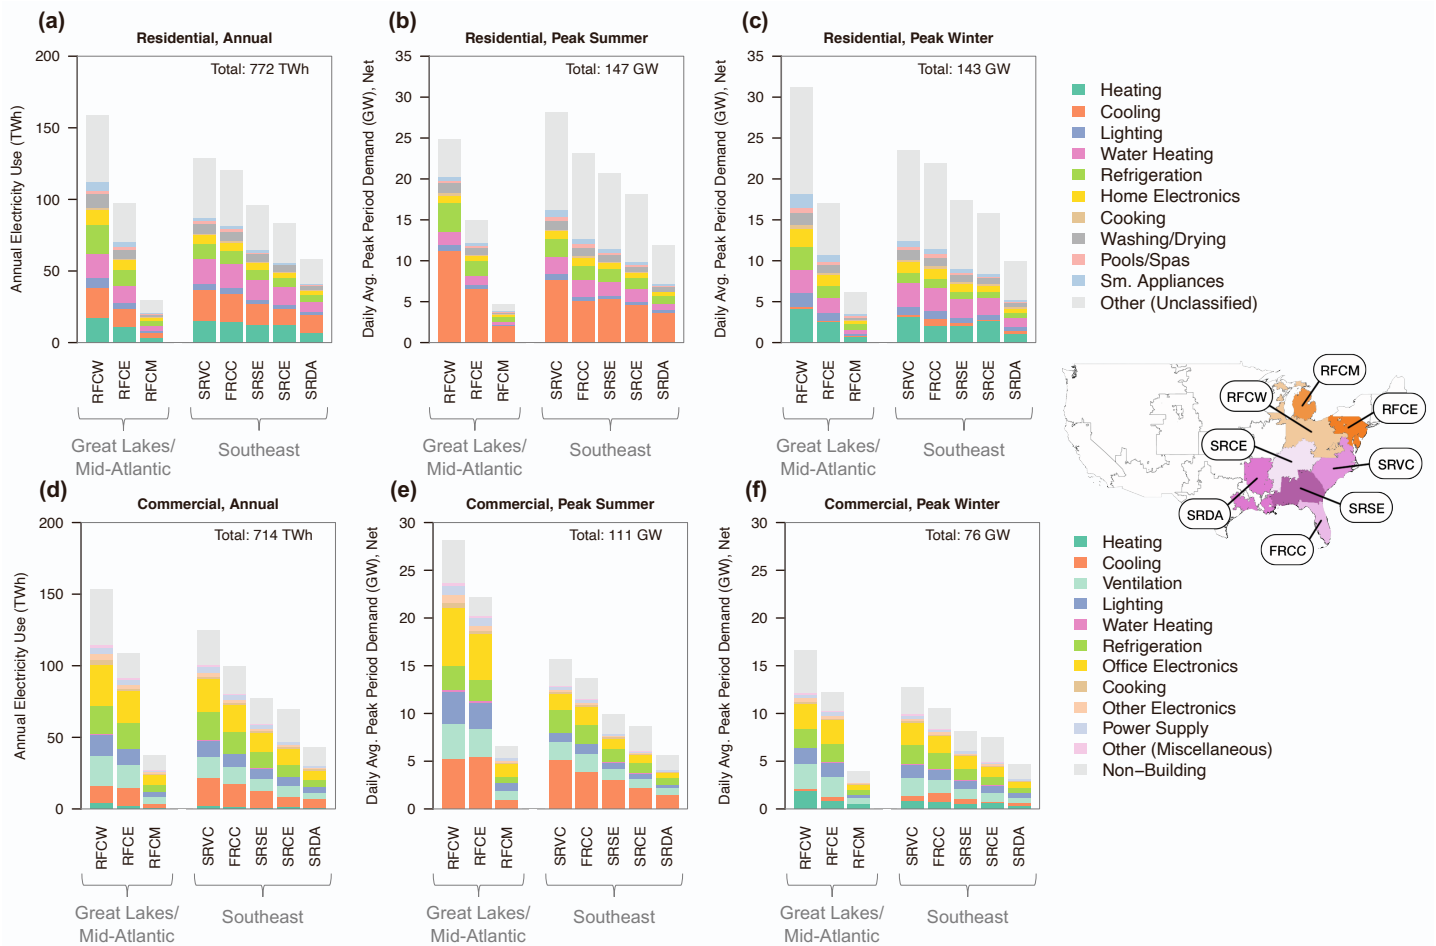 (a)
Residential, Annual
Total: 772 TWh
Annual Electricity Use (TWh)
200
150
100
50
0
RFCW
RFCE
RFCM
SRVC
FRCC
SRSE
SRCE
SRDA
Great Lakes/
Mid-Atlantic
Southeast
(b)
Residential, Peak Summer
Total: 147 GW
Daily Avg. Peak Period Demand (GW), Net
35
30
25
20
15
10
5
0
RFCW
RFCE
RFCM
SRVC
FRCC
SRSE
SRCE
SRDA
Great Lakes/
Mid-Atlantic
Southeast
(c)
Residential, Peak Winter
Total: 143 GW
Daily Avg. Peak Period Demand (GW), Net
35
30
25
20
15
10
5
0
RFCW
RFCE
RFCM
SRVC
FRCC
SRSE
SRCE
SRDA
Great Lakes/
Mid-Atlantic
Southeast
Heating
Cooling
Lighting
Water Heating
Refrigeration
Home Electronics
Cooking
Washing/Drying
Pools/Spas
Sm. Appliances
Other (Unclassified)
RFCM
RFCW
RFCE
SRCE
SRVC
SRDA
SRSE
FRCC
(d)
Commercial, Annual
Total: 714 TWh
Annual Electricity Use (TWh)
200
150
100
50
0
RFCW
RFCE
RFCM
SRVC
FRCC
SRSE
SRCE
SRDA
Great Lakes/
Mid-Atlantic
Southeast
(e)
Commercial, Peak Summer
Total: 111 GW
Daily Avg. Peak Period Demand (GW), Net
30
25
20
15
10
5
0
RFCW
RFCE
RFCM
SRVC
FRCC
SRSE
SRCE
SRDA
Great Lakes/
Mid-Atlantic
Southeast
(f)
Commercial, Peak Winter
Total: 76 GW
Daily Avg. Peak Period Demand (GW), Net
30
25
20
15
10
5
0
RFCW
RFCE
RFCM
SRVC
FRCC
SRSE
SRCE
SRDA
Great Lakes/
Mid-Atlantic
Southeast
Heating
Cooling
Ventilation
Lighting
Water Heating
Refrigeration
Office Electronics
Cooking
Other Electronics
Power Supply
Other (Miscellaneous)
Non−Building